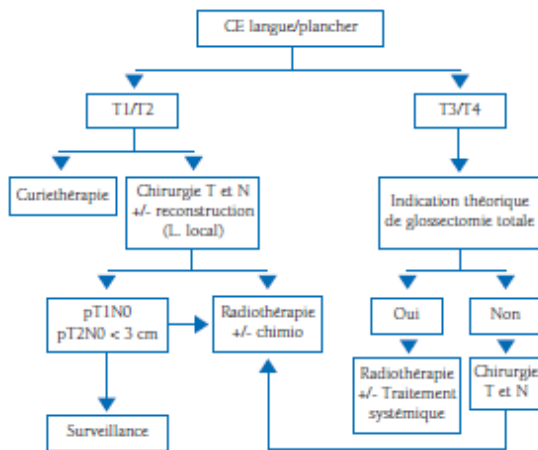 CE langue/plancher
T1/T2
T3/T4
Curiethérapie
Chirurgie T et N
+/- reconstruction
(L. local)
Indication théorique
de glossectomie totale
pT1N0
pT2N0 < 3 cm
Radiothérapie
+/- chimio
Oui
Non
Radiothérapie
+/- Traitement
systémique
Chirurgie
T et N
Surveillance